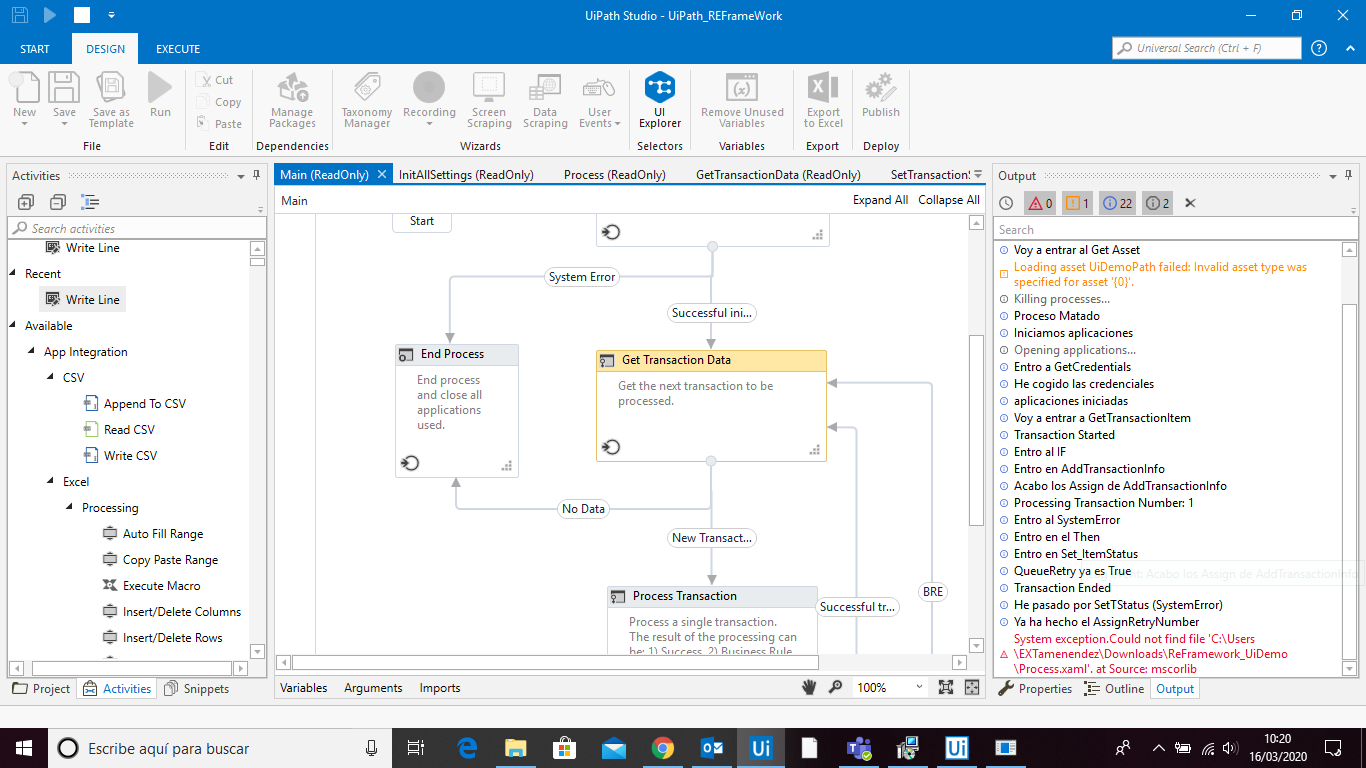 UiPath Studio - UiPath_REFrameWork
START
DESIGN
EXECUTE
Universal Search (Ctrl + F)
New
Save
Save as
Template
Run
File
Cut
Copy
Paste
Edit
Manage
Packages
Dependencies
Taxonomy
Manager
Recording
Screen
Scraping
Data
Scraping
User
Events
Wizards
UI
Explorer
Selectors
Remove Unused
Variables
Variables
Export
to Excel
Export
Publish
Deploy
Activities
Search activities
Write Line
Recent
Write Line
Available
App Integration
CSV
Append To CSV
Read CSV
Write CSV
Excel
Processing
Auto Fill Range
Copy Paste Range
Execute Macro
Insert/Delete Columns
Insert/Delete Rows
Project
Activities
Snippets
Main (ReadOnly)
InitAllSettings (ReadOnly)
Process (ReadOnly)
GetTransactionData (ReadOnly)
SetTransactionS
Main
Expand All
Collapse All
Start
System Error
Successful ini...
End Process
End process
and close all
applications
used.
Get Transaction Data
Get the next transaction to be
processed.
No Data
New Transact...
Process Transaction
Process a single transaction.
The result of the processing can
be: 1) Success, 2) Business Rule
Successful tr...
BRE
Variables
Arguments
Imports
100%
Output
0
1
22
2
Search
Voy a entrar al Get Asset
Loading asset UiDemoPath failed: Invalid asset type was
specified for asset '{0}'.
Killing processes...
Proceso Matado
Iniciamos aplicaciones
Opening applications...
Entro a GetCredentials
He cogido las credenciales
aplicaciones iniciadas
Voy a entrar a GetTransactionItem
Transaction Started
Entro al IF
Entro en AddTransactionInfo
Acabo los Assign de AddTransactionInfo
Processing Transaction Number: 1
Entro al SystemError
Entro en el Then
Entro en Set_ItemStatus
QueueRetry ya es True
Acabo los Assign de AddTransactionInfo
Transaction Ended
He pasado por SetTStatus (SystemError)
Ya ha hecho el AssignRetryNumber
System exception.Could not find file 'C:\Users
\EXTamenendez\Downloads\ReFramework_UiDemo
\Process.xaml'. at Source: mscorlib
Properties
Outline
Output
Escribe aquí para buscar
Ui
Ui
10:20
16/03/2020